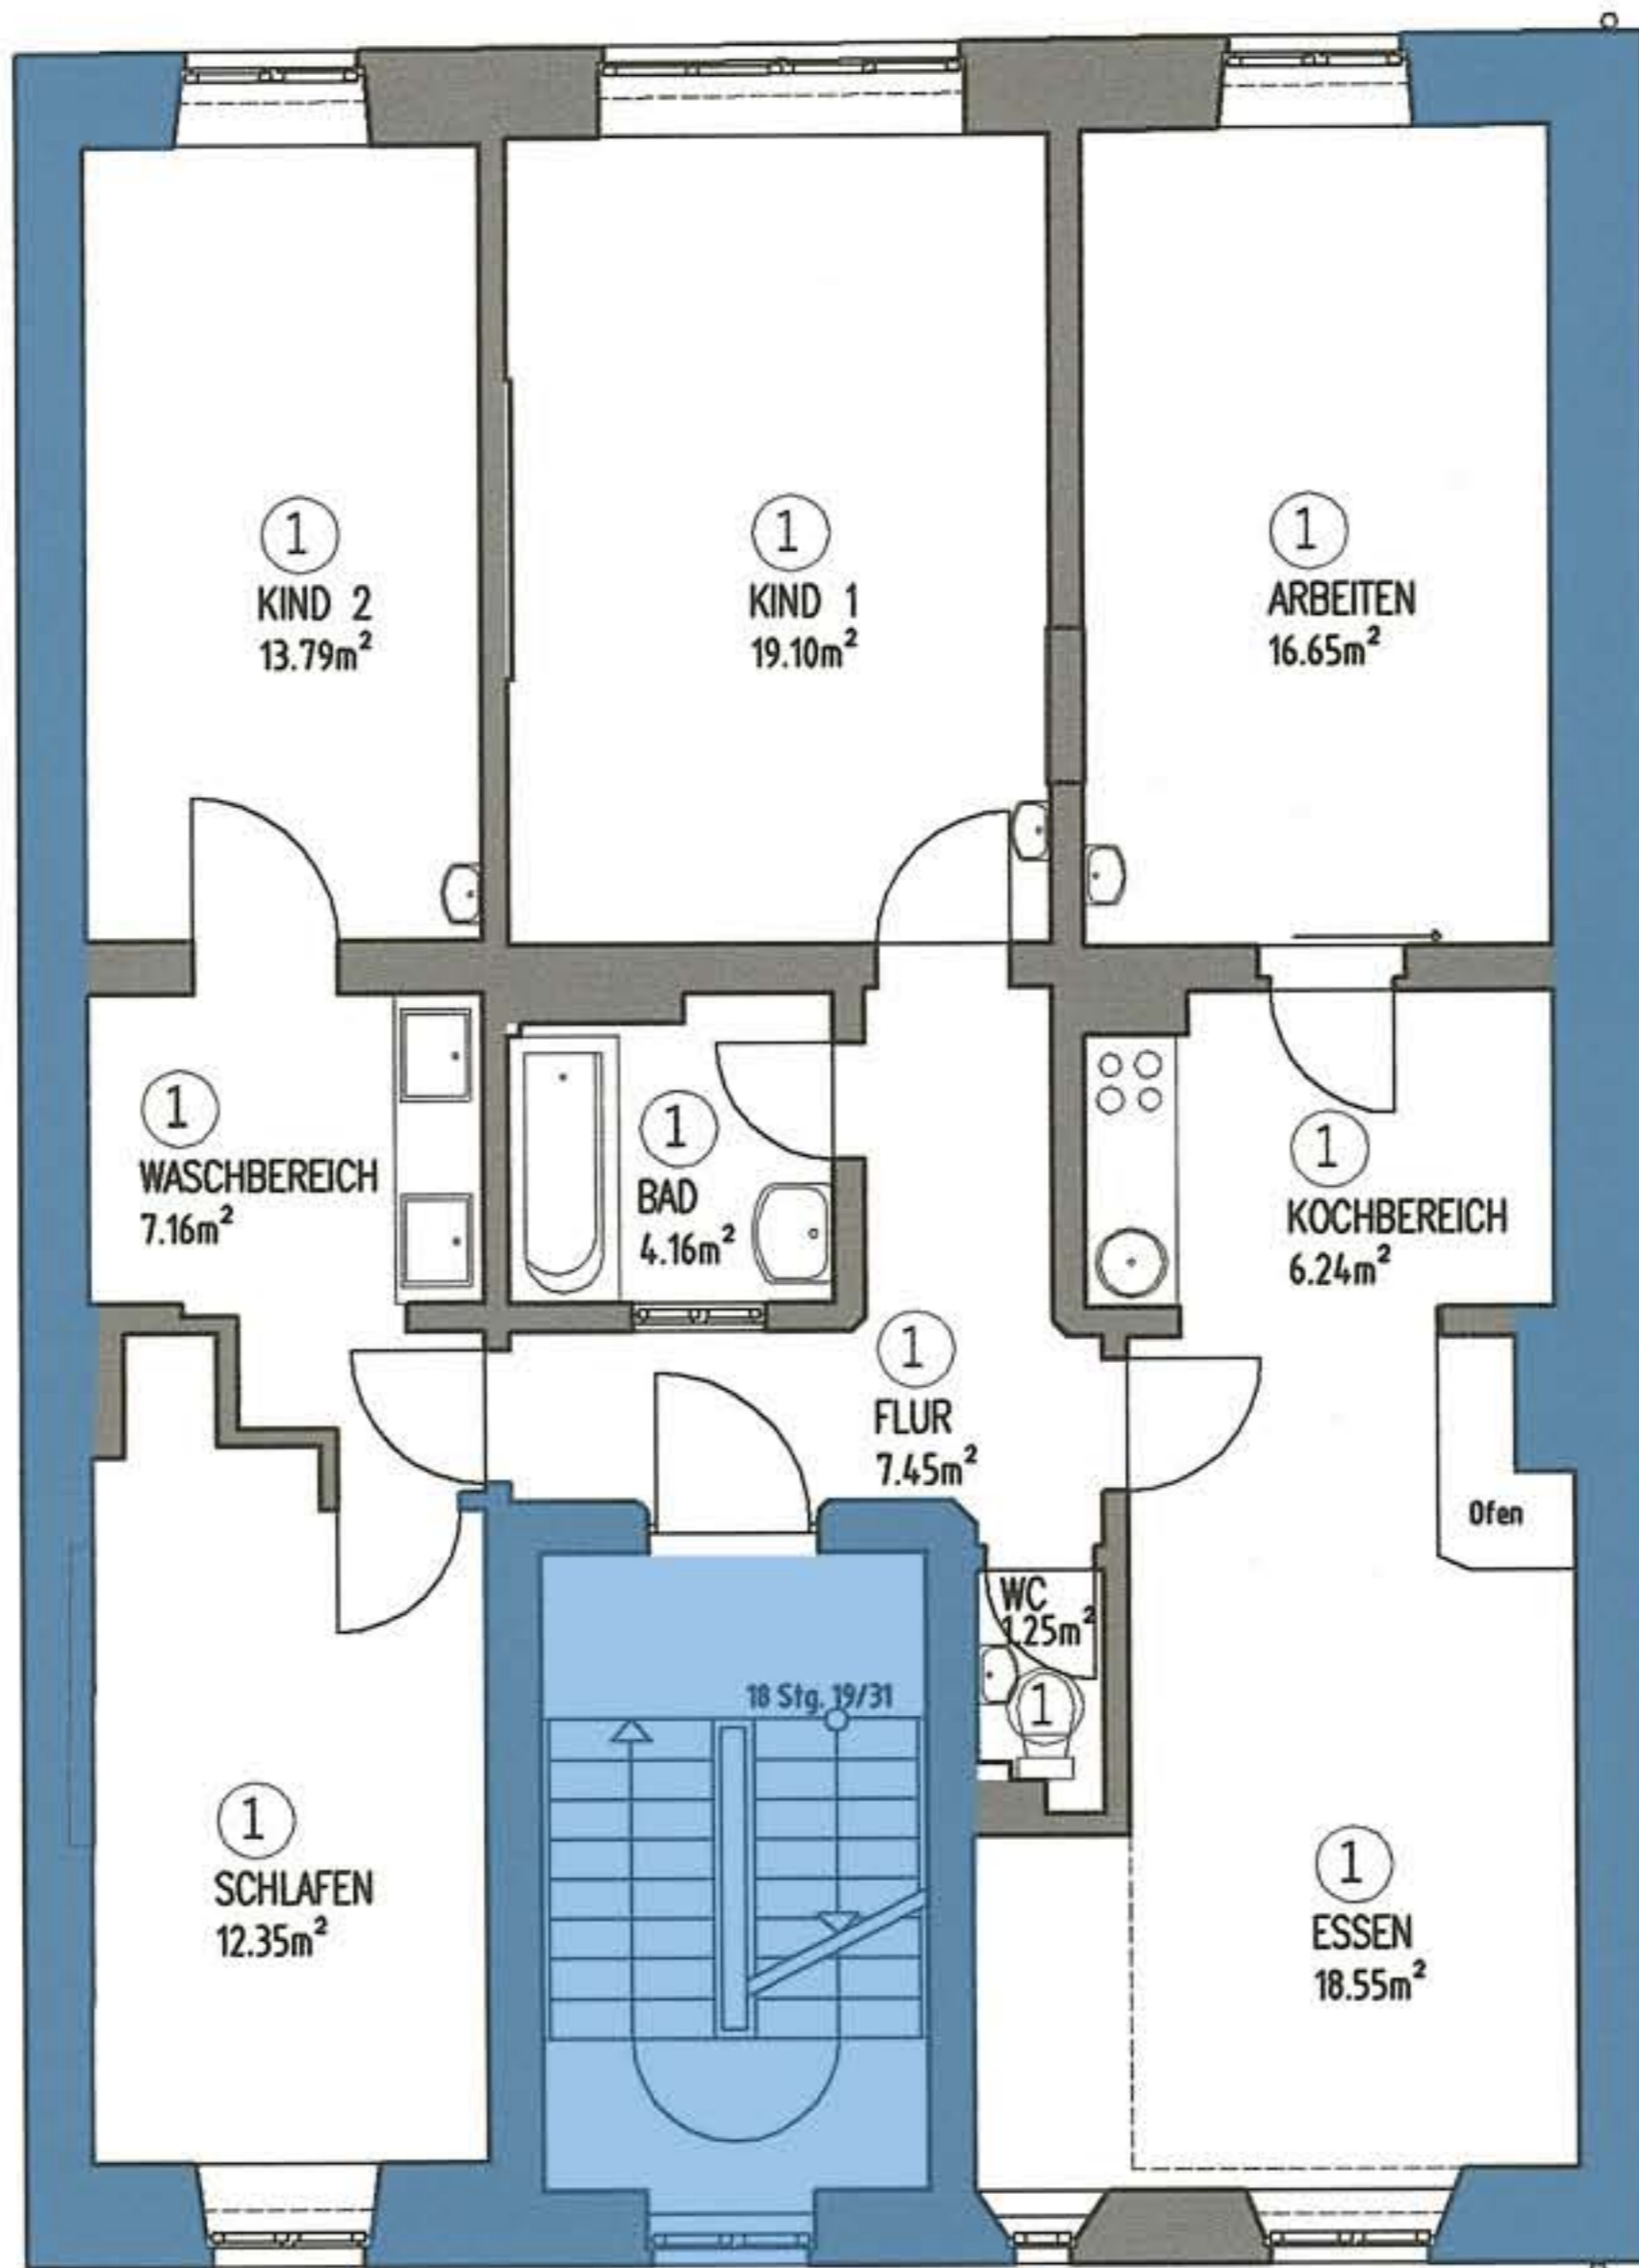 1
KIND 2
13.79m²
1
KIND 1
19.10m²
1
ARBEITEN
16.65m²
1
WASCHBEREICH
7.16m²
1
BAD
4.16m²
1
KOCHBEREICH
6.24m²
1
FLUR
7.45m²
Ofen
WC
1.25m²
1
18 Stg. 19/31
1
SCHLAFEN
12.35m²
1
ESSEN
18.55m²